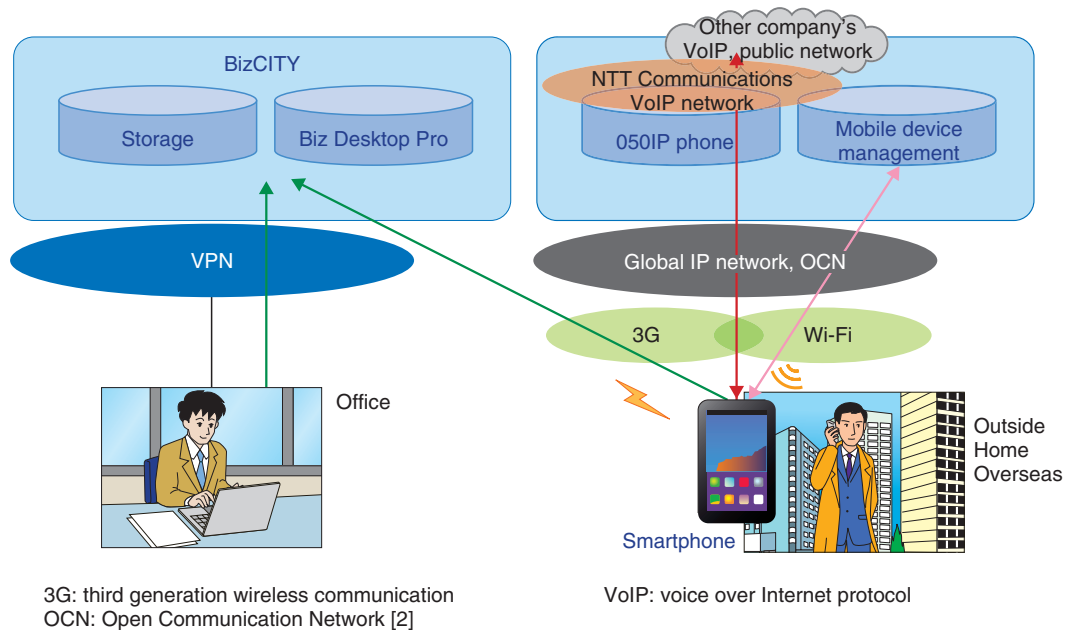 Other company's
VoIP, public network
BizCITY
NTT Communications
VoIP network
Storage
Biz Desktop Pro
050IP phone
Mobile device
management
VPN
Global IP network, OCN
3G
Wi-Fi
Office
Outside
Home
Overseas
Smartphone
3G: third generation wireless communication
OCN: Open Communication Network [2]
VoIP: voice over Internet protocol